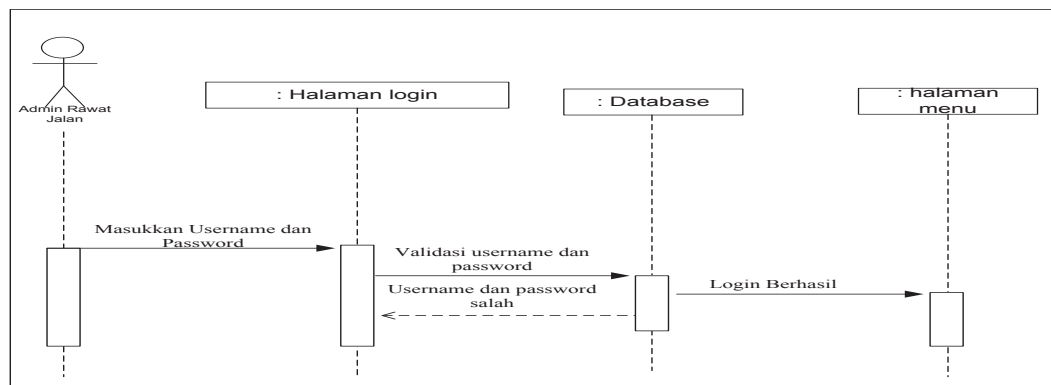 Admin Rawat
Jalan
: Halaman login
: Database
: halaman
menu
Masukkan Username dan
Password
Validasi username dan
password
Username dan password
salah
Login Berhasil